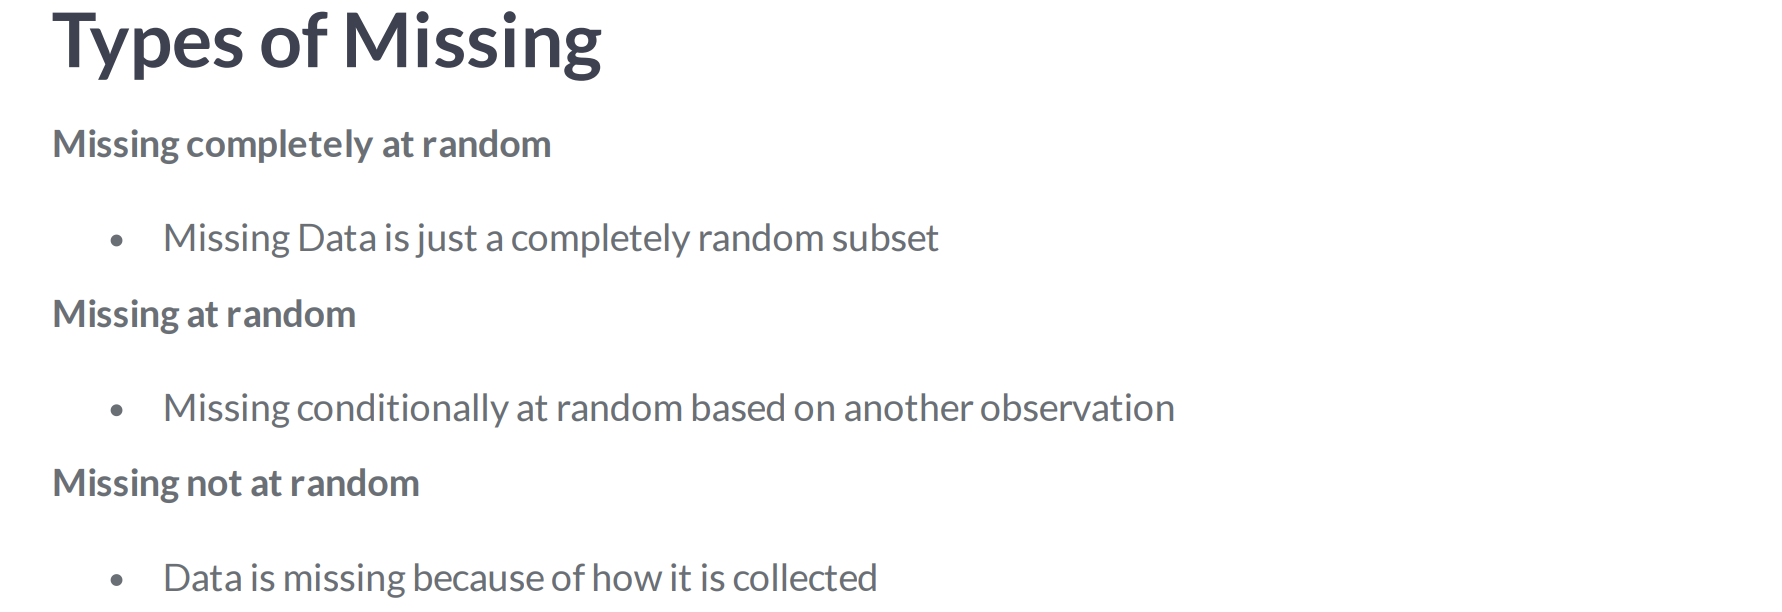 Types of Missing
Missing completely at random
• Missing Data is just a completely random subset
Missing at random
• Missing conditionally at random based on another observation
Missing not at random
• Data is missing because of how it is collected